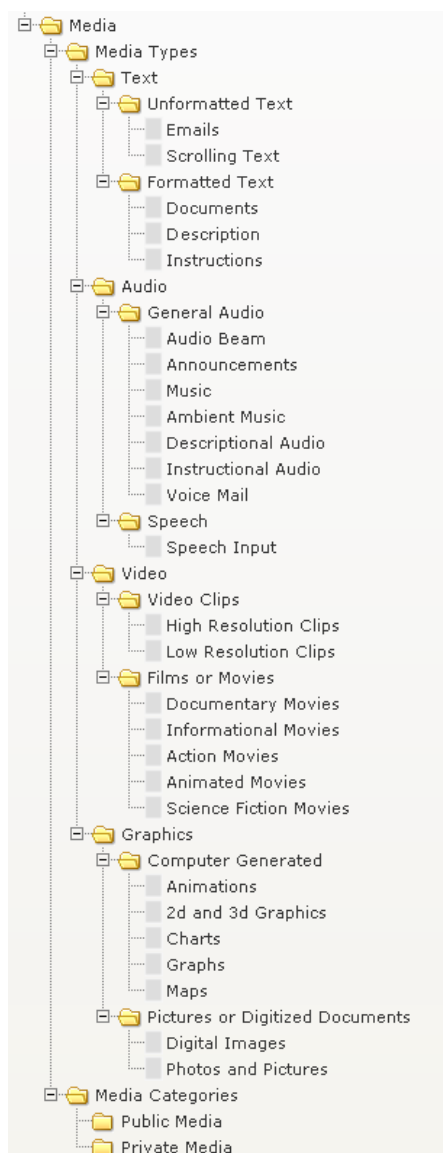 Media
Media Types
Text
Unformatted Text
Emails
Scrolling Text
Formatted Text
Documents
Description
Instructions
Audio
General Audio
Audio Beam
Announcements
Music
Ambient Music
Descriptional Audio
Instructional Audio
Voice Mail
Speech
Speech Input
Video
Video Clips
High Resolution Clips
Low Resolution Clips
Films or Movies
Documentary Movies
Informational Movies
Action Movies
Animated Movies
Science Fiction Movies
Graphics
Computer Generated
Animations
2d and 3d Graphics
Charts
Graphs
Maps
Pictures or Digitized Documents
Digital Images
Photos and Pictures
Media Categories
Public Media
Private Media